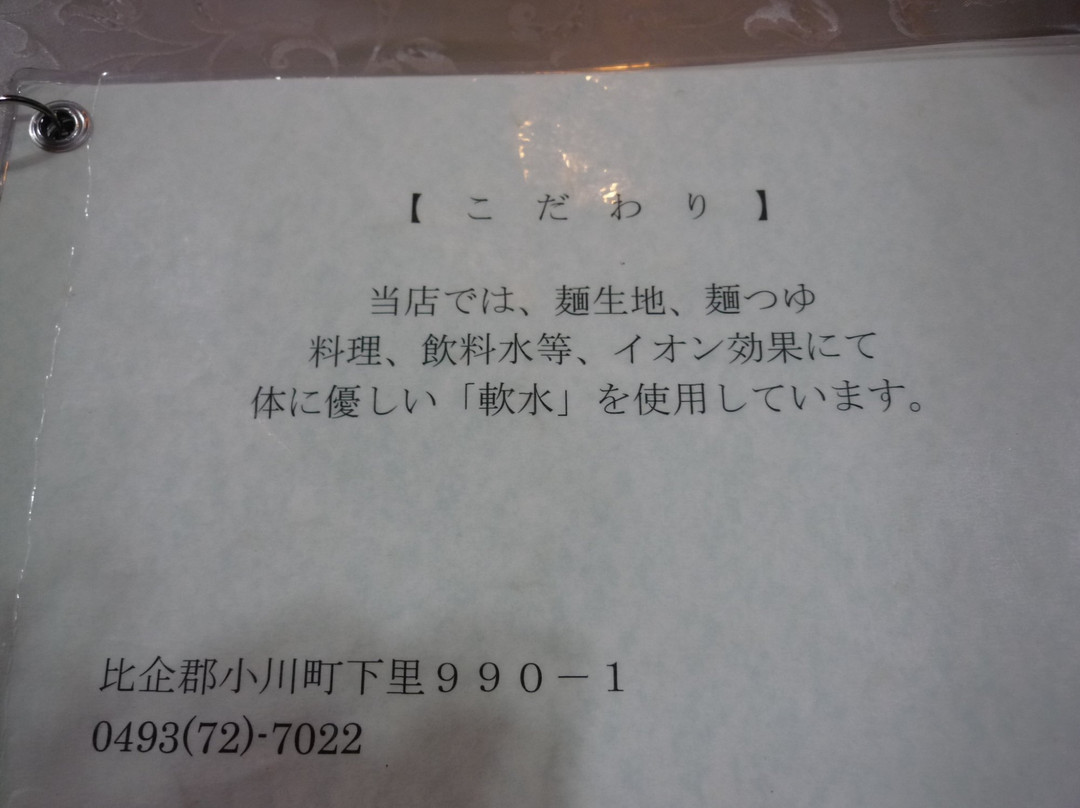 【 こ だ わ り 】
当店では、麺生地、麺つゆ
料理、飲料水等、イオン効果にて
体に優しい「軟水」を使用しています。
比企郡小川町下里９９０－１
0493(72)-7022